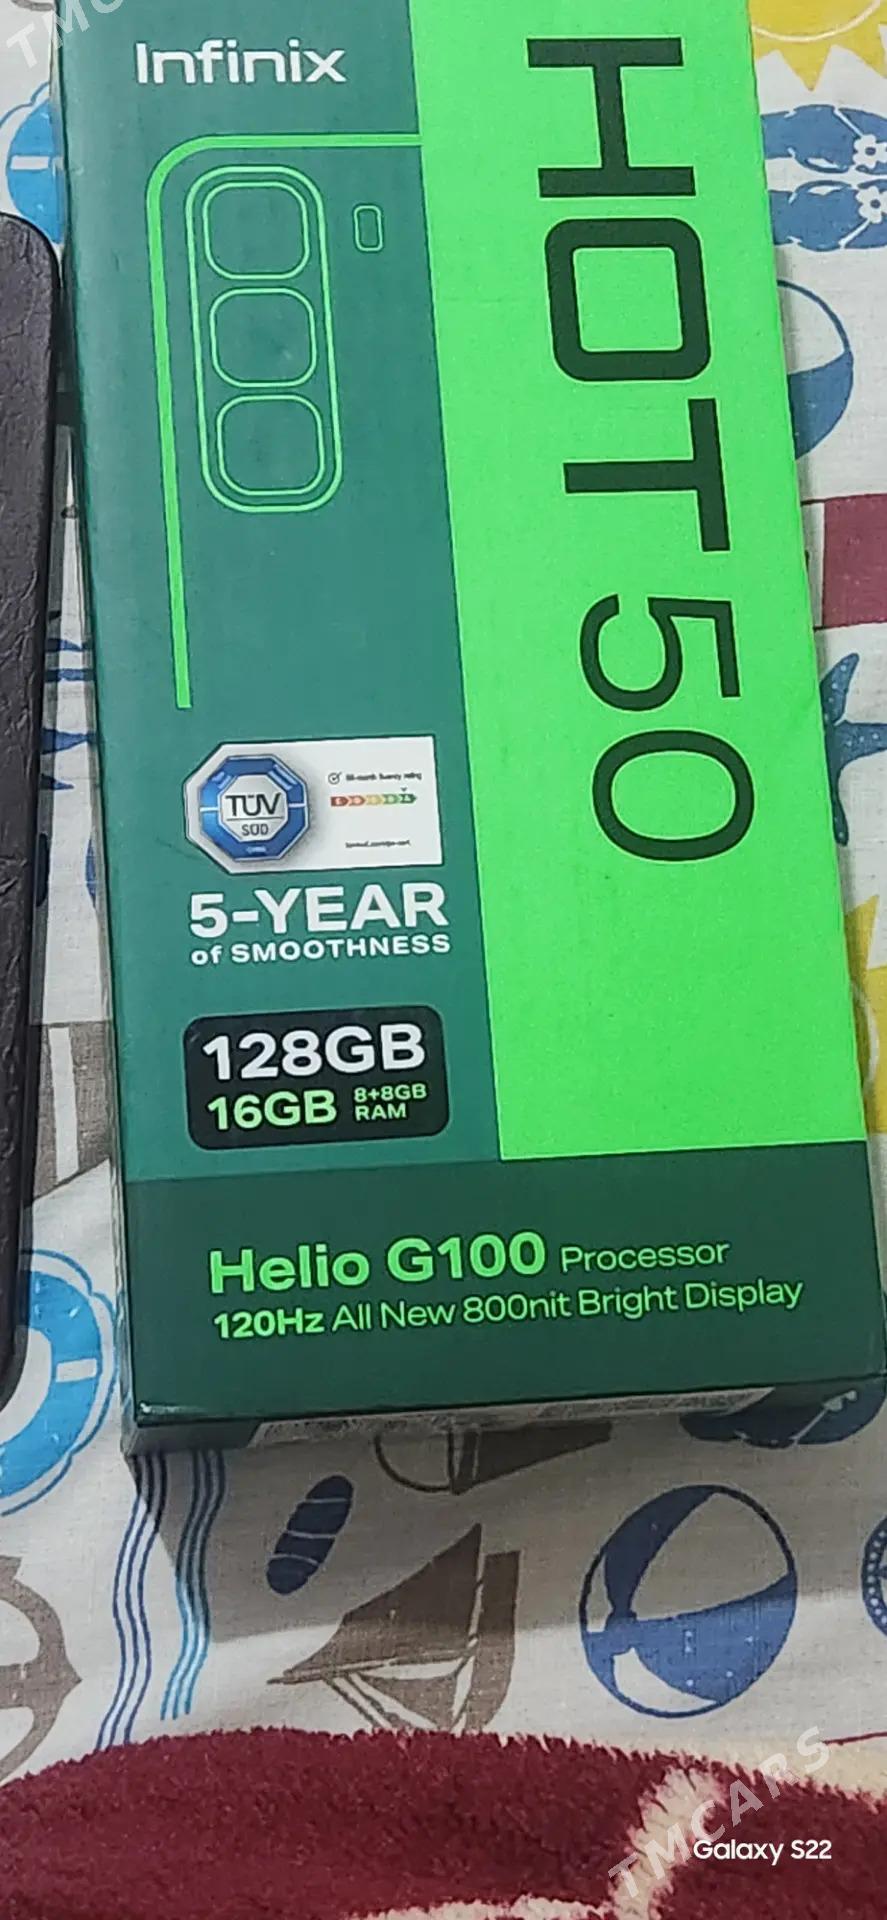 Infinix
HOT 50
TÜV
SÜD
5-YEAR
of SMOOTHNESS
128GB
16GB 8+8GB
RAM
Helio G100 Processor
120Hz All New 800nit Bright Display
TMCARS
Galaxy S22